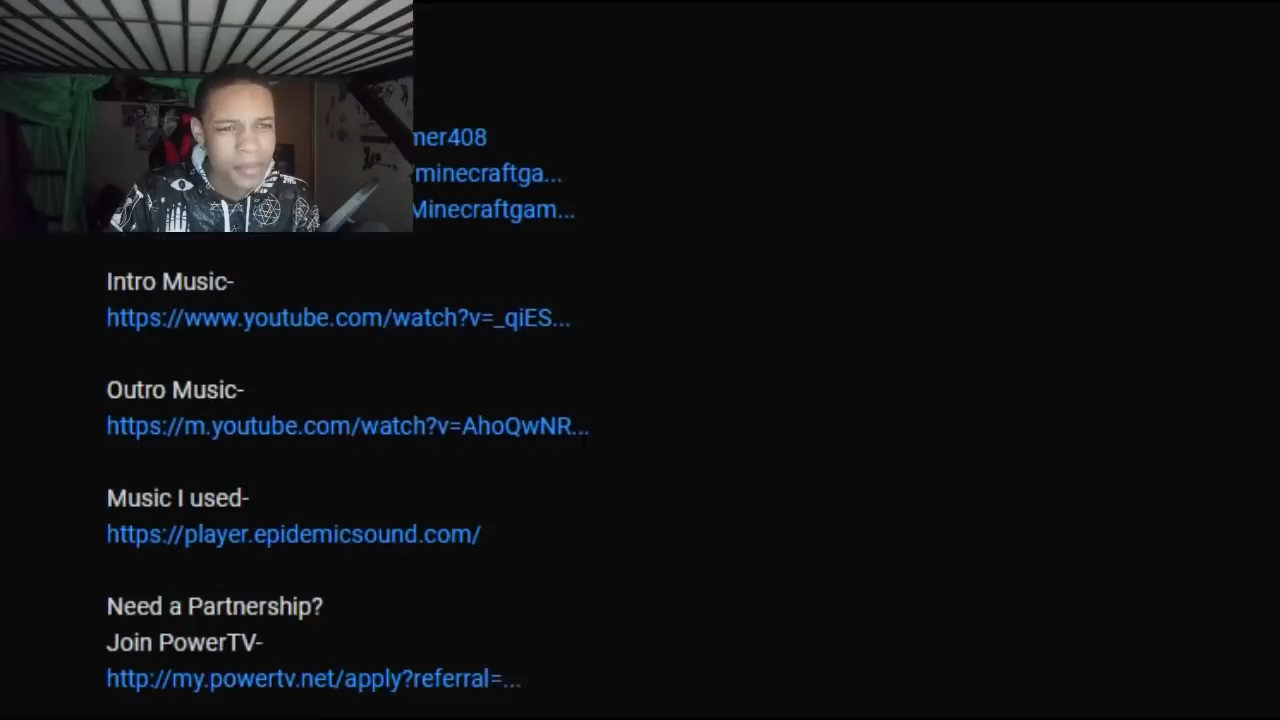 mer408
/minecraftga...
Minecraftgam...
Intro Music-
https://www.youtube.com/watch?v=_qiES...
Outro Music-
https://m.youtube.com/watch?v=AhoQwNR...
Music I used-
https://player.epidemicsound.com/
Need a Partnership?
Join PowerTV-
http://my.powertv.net/apply?referral=...